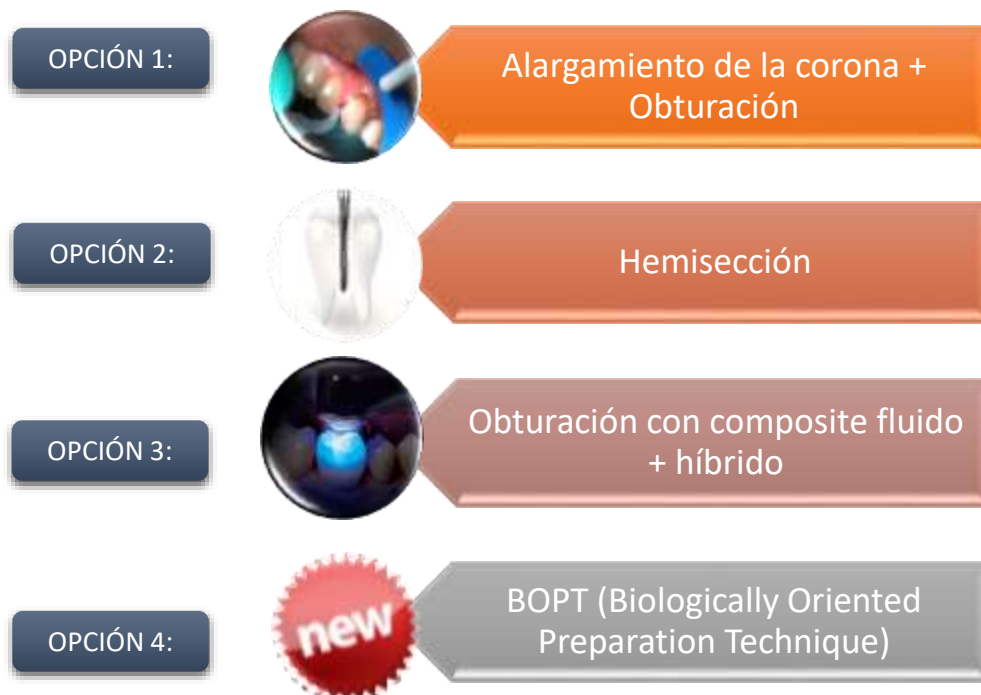 OPCIÓN 1:
Alargamiento de la corona +
Obturación
OPCIÓN 2:
Hemisección
OPCIÓN 3:
Obturación con composite fluido
+ híbrido
OPCIÓN 4:
new
BOPT (Biologically Oriented
Preparation Technique)